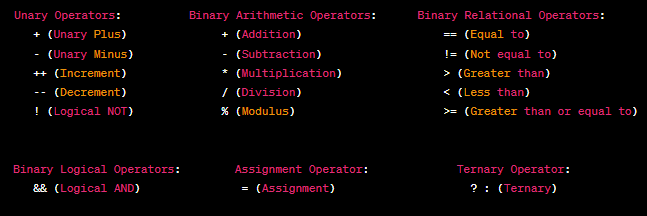 Unary Operators:
+ (Unary Plus)
- (Unary Minus)
++ (Increment)
-- (Decrement)
! (Logical NOT)
Binary Arithmetic Operators:
+ (Addition)
- (Subtraction)
* (Multiplication)
/ (Division)
% (Modulus)
Binary Relational Operators:
== (Equal to)
!= (Not equal to)
> (Greater than)
< (Less than)
>= (Greater than or equal to)
Binary Logical Operators:
&& (Logical AND)
Assignment Operator:
= (Assignment)
Ternary Operator:
? : (Ternary)